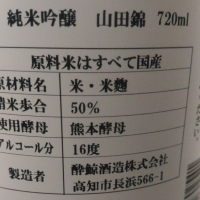 純米吟醸 山田錦 720ml
原料米はすべて国産
原材料名 米・米麹
精米歩合 50%
使用酵母 熊本酵母
アルコール分 16度
製造者 酔鯨酒造株式会社
高知市長浜566-1